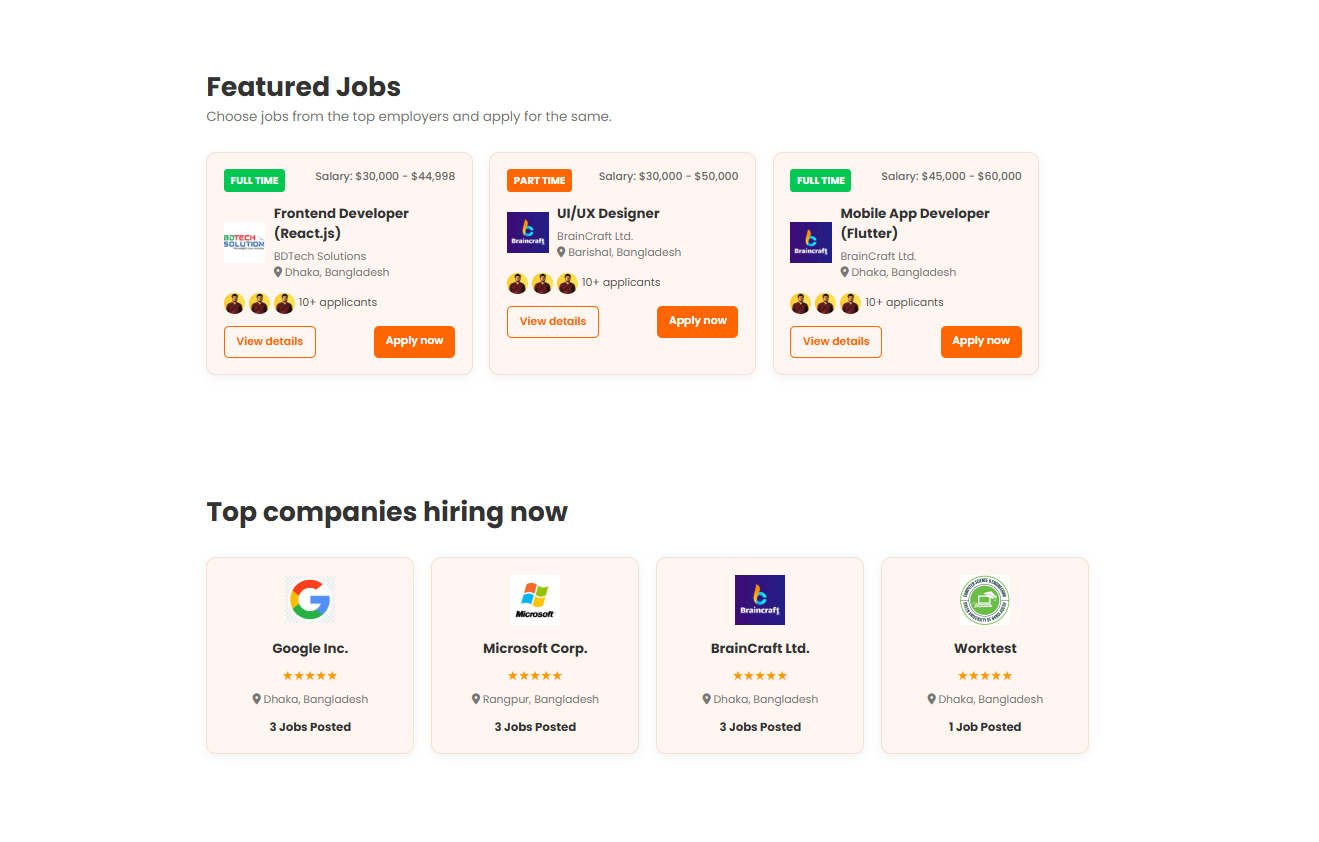 Featured Jobs
Choose jobs from the top employers and apply for the same.
FULL TIME
Salary: $30,000 - $44,998
BDTECH
SOLUTION
Frontend Developer
(React.js)
BDTech Solutions
Dhaka, Bangladesh
10+ applicants
View details
Apply now
PART TIME
Salary: $30,000 - $50,000
Braincraft
UI/UX Designer
BrainCraft Ltd.
Barishal, Bangladesh
10+ applicants
View details
Apply now
FULL TIME
Salary: $45,000 - $60,000
Braincraft
Mobile App Developer
(Flutter)
BrainCraft Ltd.
Dhaka, Bangladesh
10+ applicants
View details
Apply now
Top companies hiring now
Google Inc.
★★★★★
Dhaka, Bangladesh
3 Jobs Posted
Microsoft
Microsoft Corp.
★★★★★
Rangpur, Bangladesh
3 Jobs Posted
Braincraft
BrainCraft Ltd.
★★★★★
Dhaka, Bangladesh
3 Jobs Posted
Worktest
★★★★★
Dhaka, Bangladesh
1 Job Posted